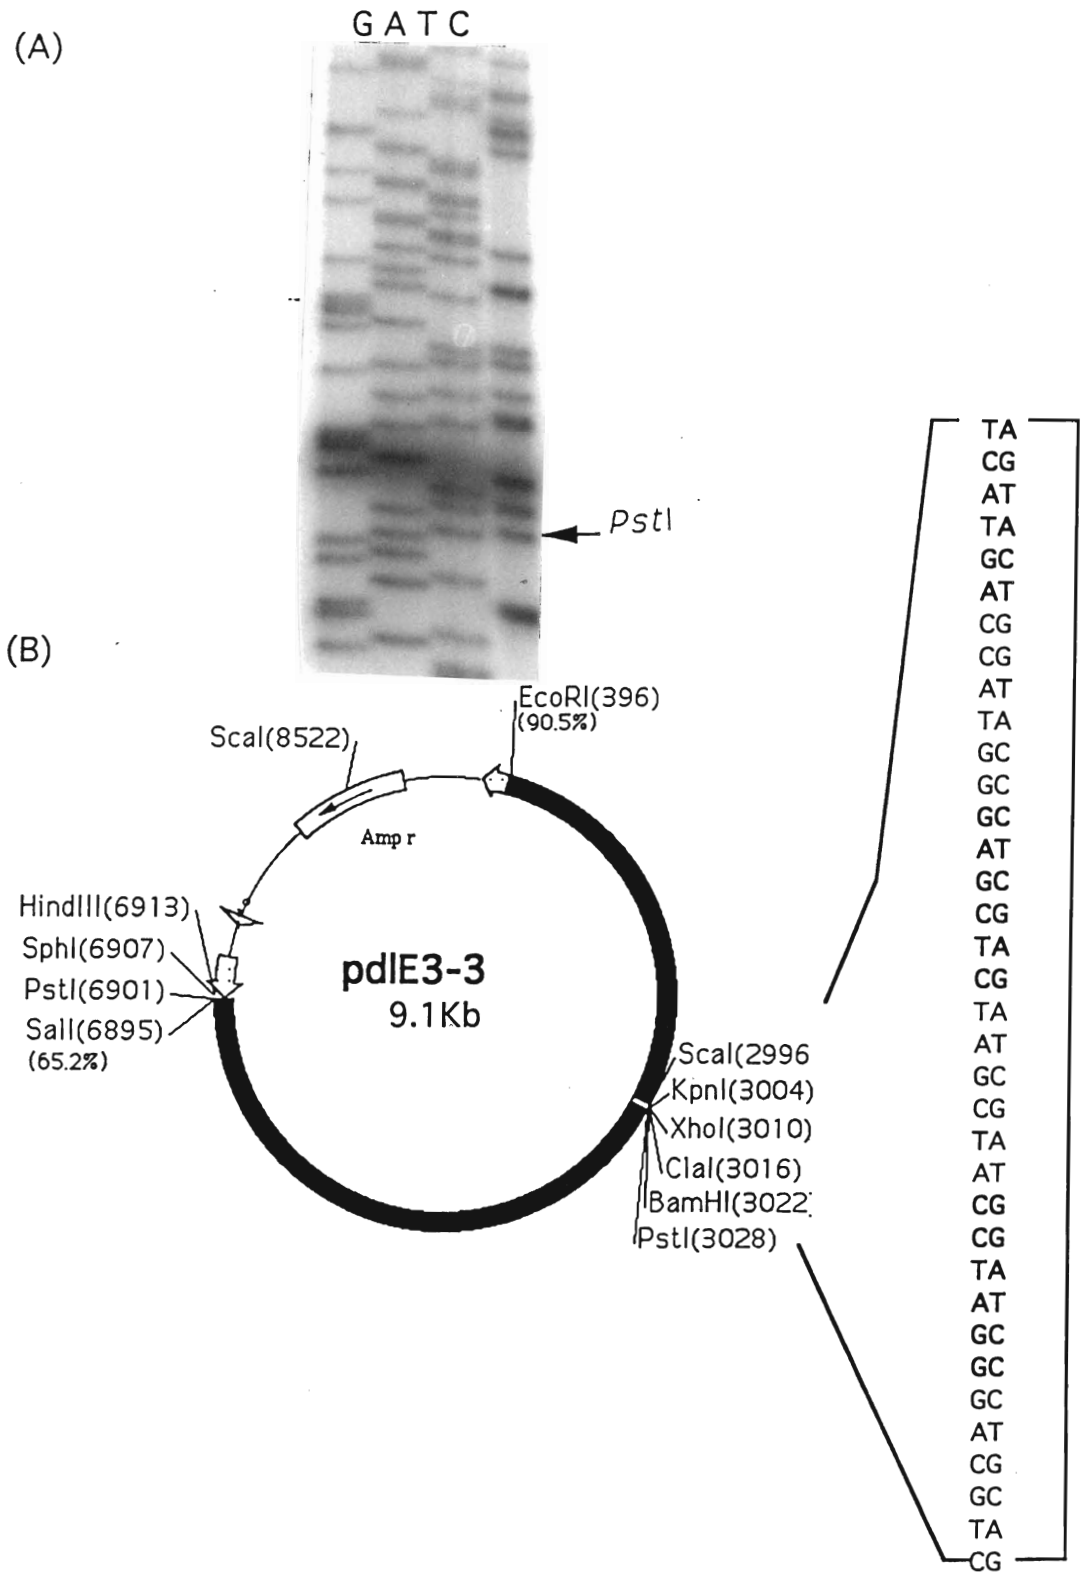 (A)
G A T C
PstI
(B)
EcoRI(396)
(90.5%)
ScaI(8522)
Amp r
HindIII(6913)
SphI(6907)
PstI(6901)
SalI(6895)
(65.2%)
pdlE3-3
9.1Kb
ScaI(2996
KpnI(3004)
XhoI(3010)
ClaI(3016)
BamHI(3022)
PstI(3028)
TA
CG
AT
TA
GC
AT
CG
CG
AT
TA
GC
GC
GC
AT
GC
CG
TA
CG
TA
AT
GC
CG
TA
AT
CG
CG
TA
AT
GC
GC
GC
AT
CG
GC
TA
CG